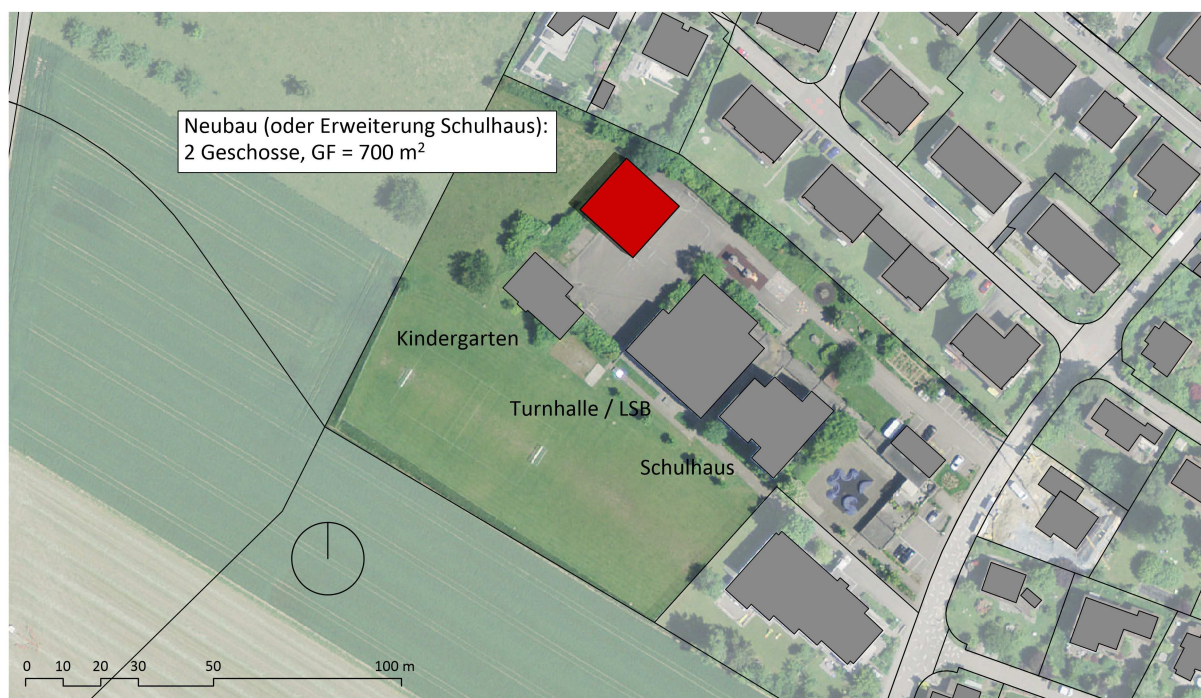 Neubau (oder Erweiterung Schulhaus):
2 Geschosse, GF = 700 m²
Kindergarten
Turnhalle / LSB
Schulhaus
0 10 20 30 50 100 m